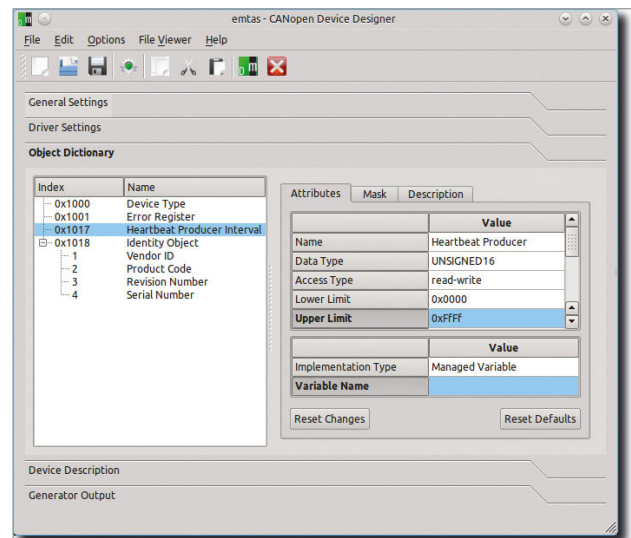 emtas - CANopen Device Designer
File Edit Options File Viewer Help
General Settings
Driver Settings
Object Dictionary
Index Name
0x1000 Device Type
0x1001 Error Register
0x1017 Heartbeat Producer Interval
0x1018 Identity Object
1 Vendor ID
2 Product Code
3 Revision Number
4 Serial Number
Attributes Mask Description
Value
Name Heartbeat Producer
Data Type UNSIGNED16
Access Type read-write
Lower Limit 0x0000
Upper Limit 0xFfFf
Value
Implementation Type Managed Variable
Variable Name
Reset Changes Reset Defaults
Device Description
Generator Output